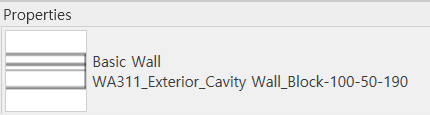 Properties
Basic Wall
WA311_Exterior_Cavity Wall_Block-100-50-190